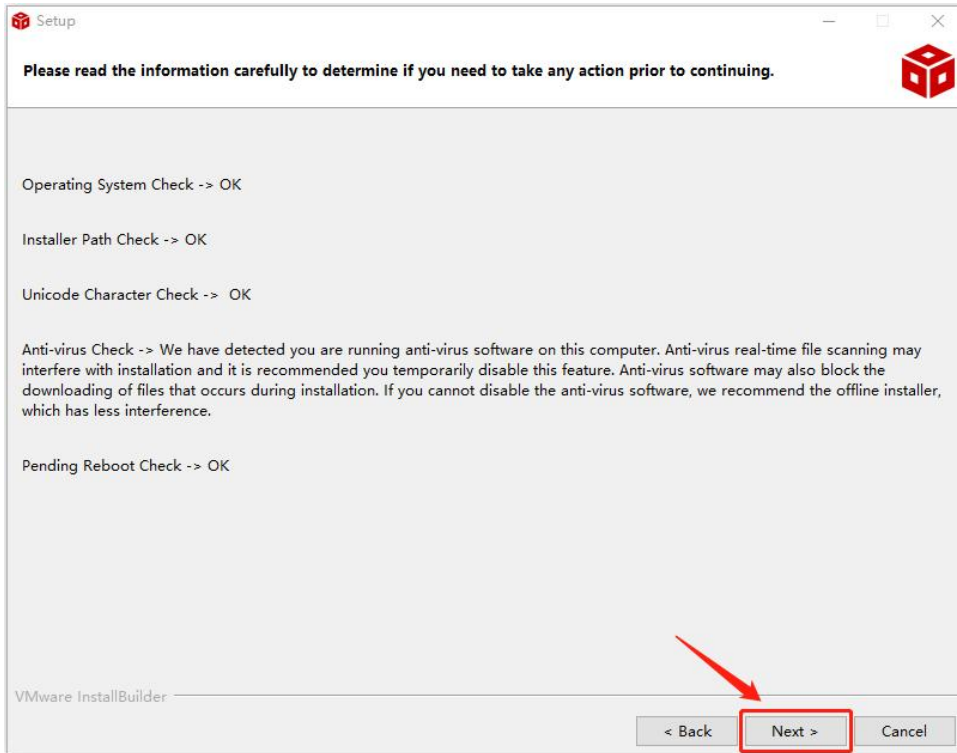 Setup
Please read the information carefully to determine if you need to take any action prior to continuing.
Operating System Check -> OK
Installer Path Check -> OK
Unicode Character Check ->  OK
Anti-virus Check -> We have detected you are running anti-virus software on this computer. Anti-virus real-time file scanning may
interfere with installation and it is recommended you temporarily disable this feature. Anti-virus software may also block the
downloading of files that occurs during installation. If you cannot disable the anti-virus software, we recommend the offline installer,
which has less interference.
Pending Reboot Check -> OK
VMware InstallBuilder
< Back
Next >
Cancel